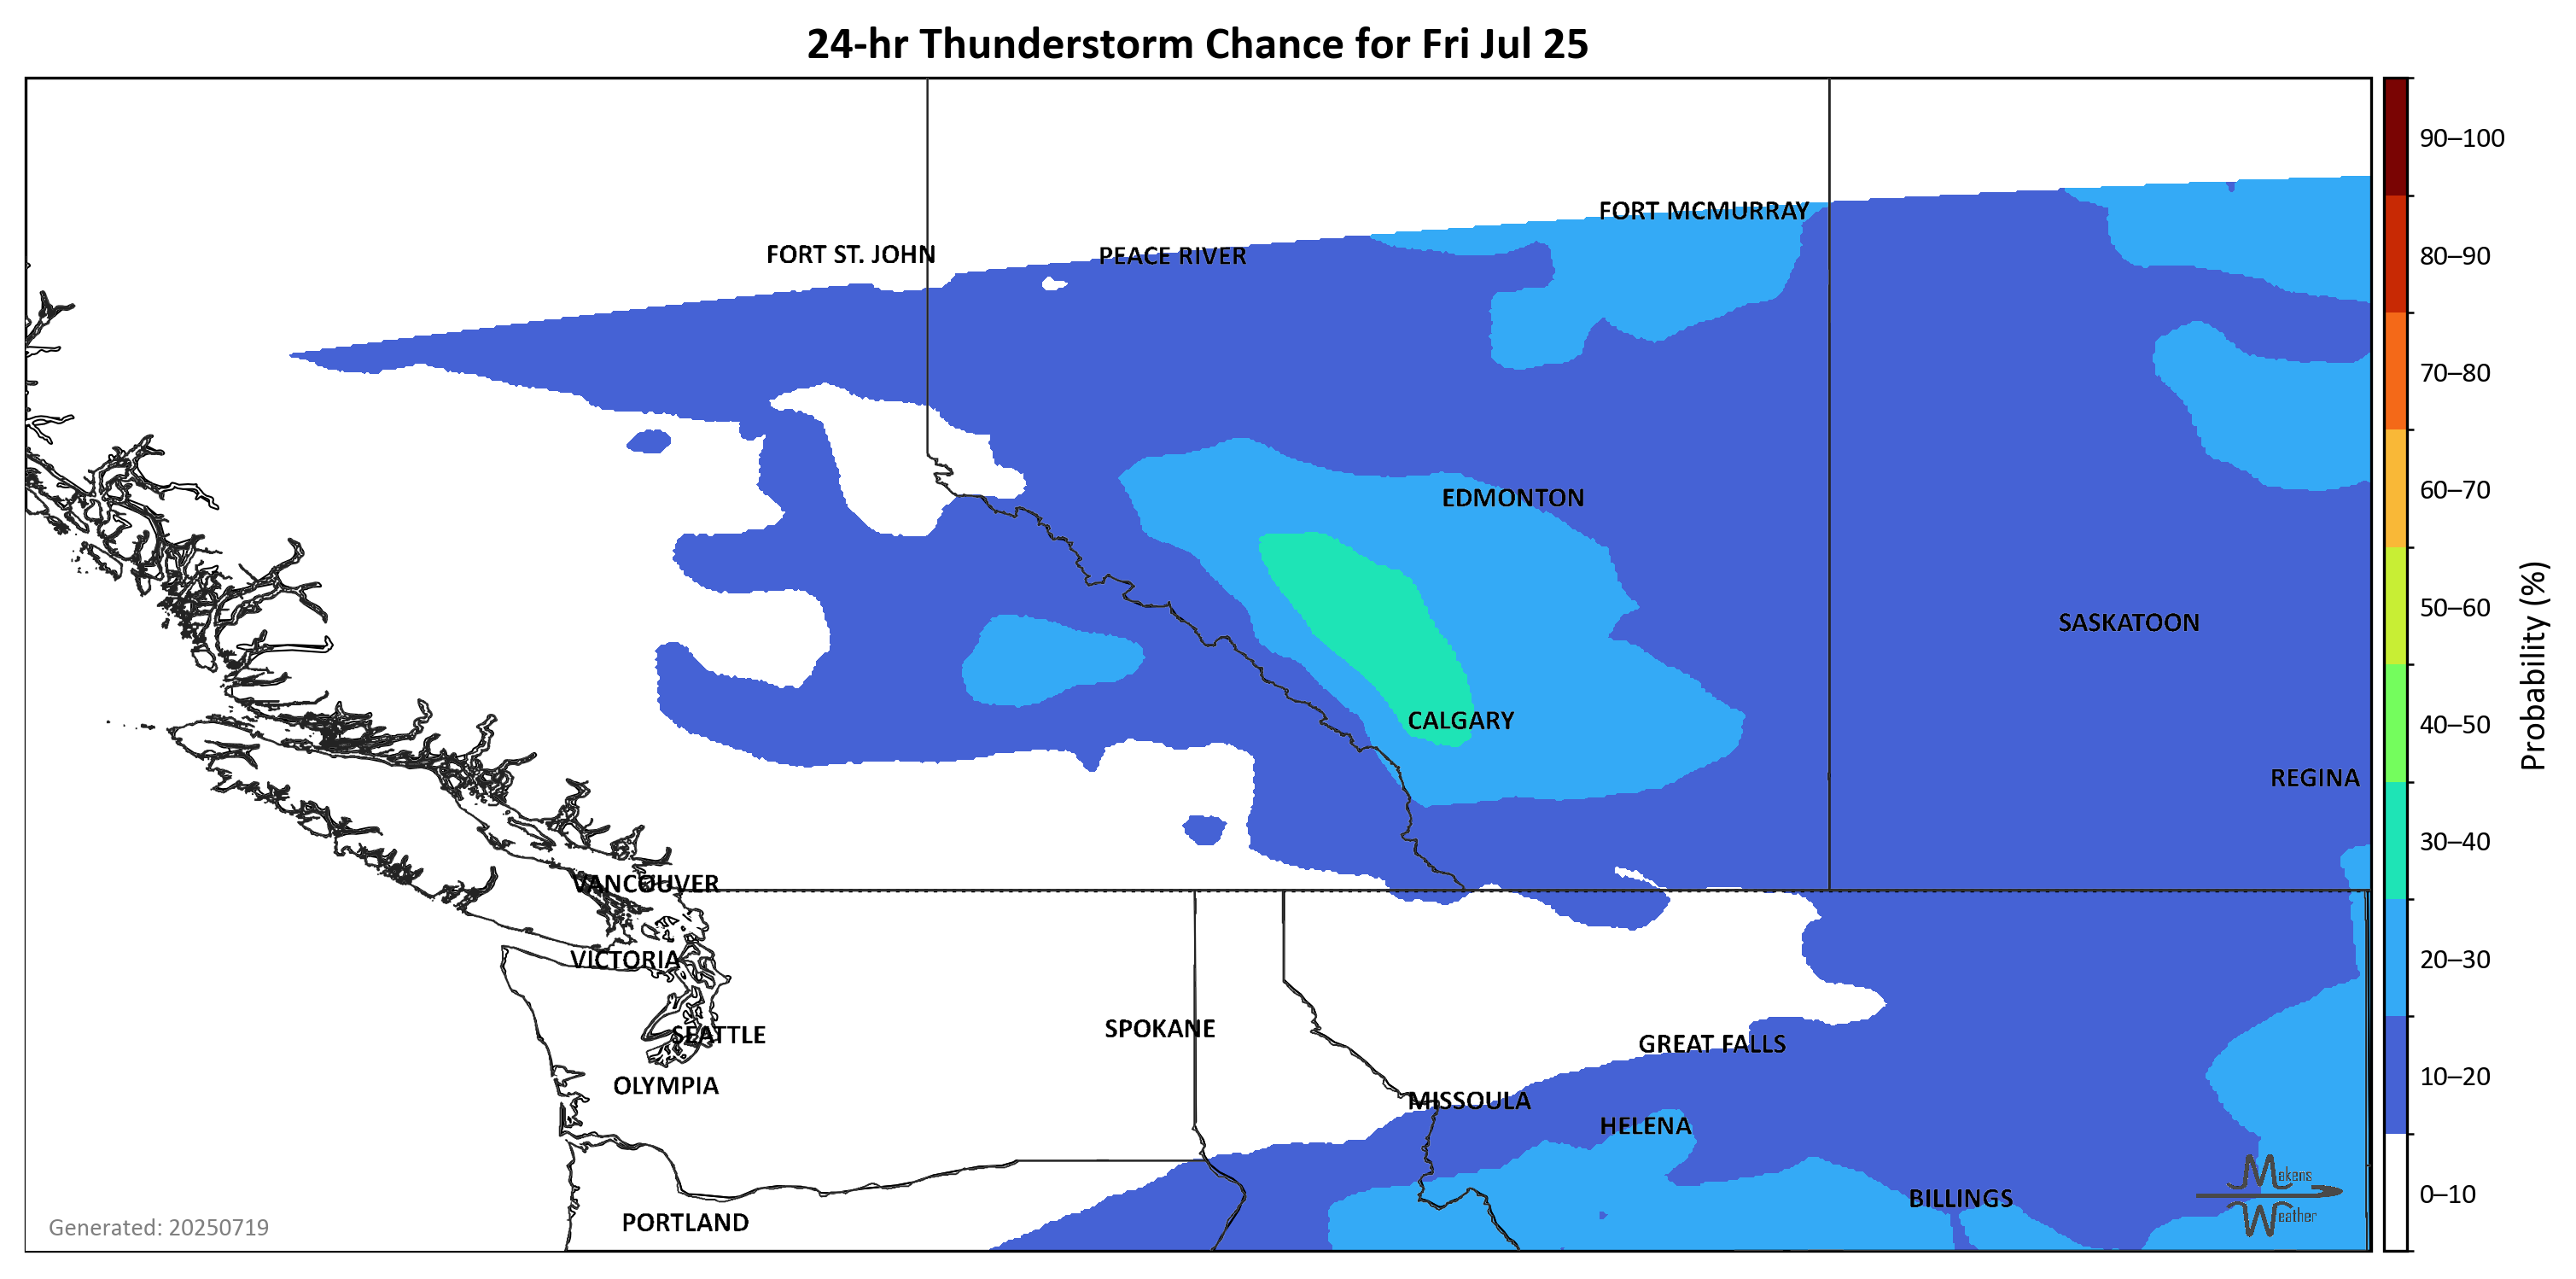 24-hr Thunderstorm Chance for Fri Jul 25
90–100
FORT MCMURRAY
FORT ST. JOHN
PEACE RIVER
80–90
70–80
60–70
EDMONTON
50–60
SASKATOON
Probability (%)
CALGARY
40–50
REGINA
30–40
VANCOUVER
VICTORIA
20–30
SPOKANE
SEATTLE
GREAT FALLS
10–20
OLYMPIA
MISSOULA
HELENA
Makens
Weather
0–10
BILLINGS
PORTLAND
Generated: 20250719